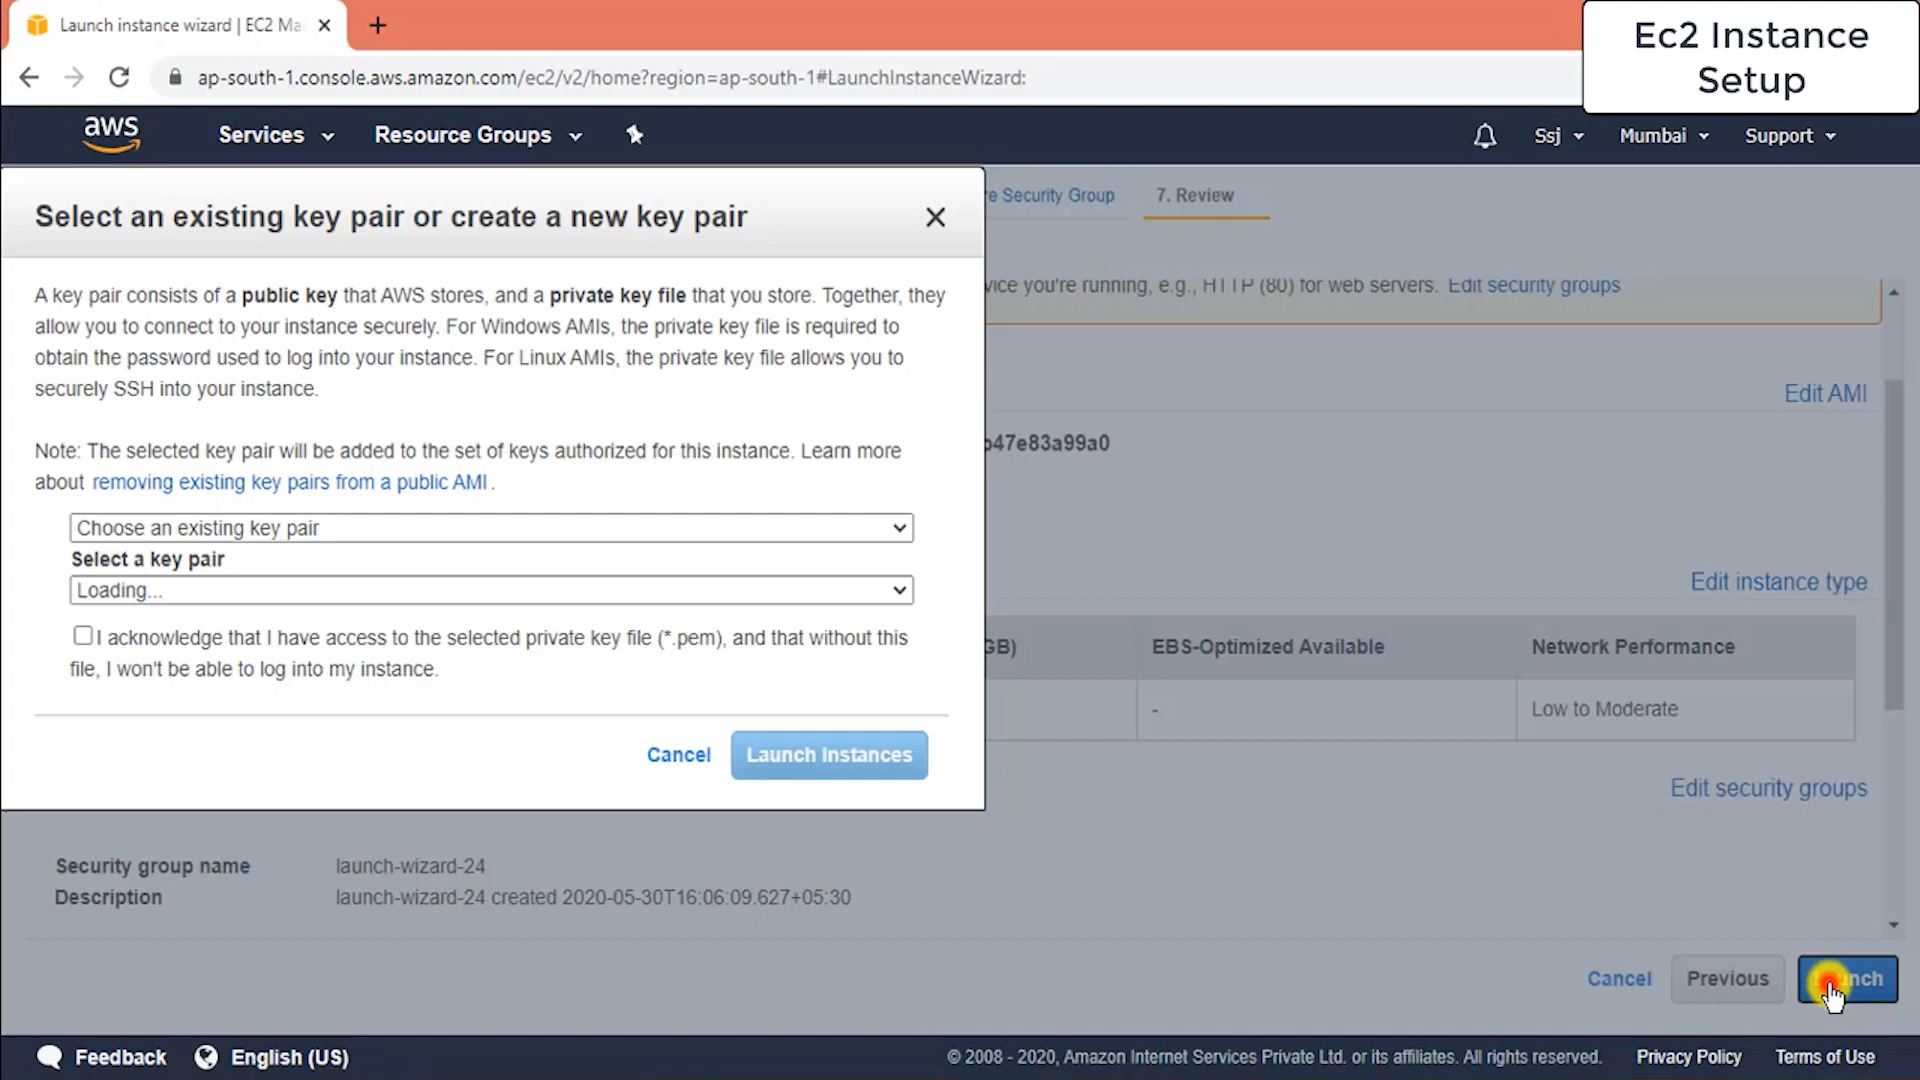 Launch instance wizard | EC2 Ma
Ec2 Instance
Setup
ap-south-1.console.aws.amazon.com/ec2/v2/home?region=ap-south-1#LaunchInstanceWizard:
aws
Services
Resource Groups
Ssj
Mumbai
Support
Select an existing key pair or create a new key pair
e Security Group
7. Review
A key pair consists of a public key that AWS stores, and a private key file that you store. Together, they
allow you to connect to your instance securely. For Windows AMIs, the private key file is required to
obtain the password used to log into your instance. For Linux AMIs, the private key file allows you to
securely SSH into your instance.
vice you're running, e.g., HTTP (80) for web servers. Edit security groups
Edit AMI
b47e83a99a0
Note: The selected key pair will be added to the set of keys authorized for this instance. Learn more
about removing existing key pairs from a public AMI .
Choose an existing key pair
Select a key pair
Loading...
I acknowledge that I have access to the selected private key file (*.pem), and that without this
file, I won't be able to log into my instance.
Edit instance type
GB)
EBS-Optimized Available
Network Performance
-
Low to Moderate
Cancel
Launch Instances
Edit security groups
Security group name
launch-wizard-24
Description
launch-wizard-24 created 2020-05-30T16:06:09.627+05:30
Cancel
Previous
Feedback
English (US)
© 2008 - 2020, Amazon Internet Services Private Ltd. or its affiliates. All rights reserved.
Privacy Policy
Terms of Use